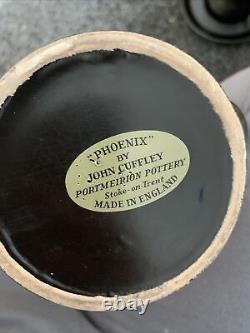 "PHOENIX"
BY
JOHN CUFFLEY
PORTMEIRION POTTERY
Stoke-on-Trent
MADE IN ENGLAND